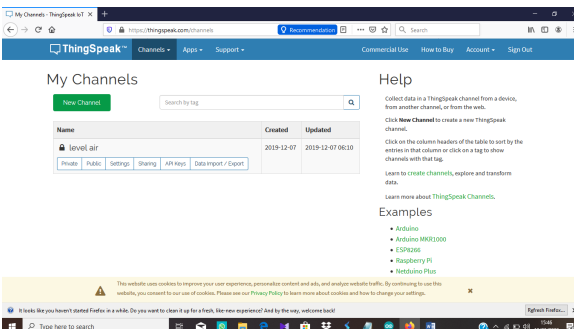 My Channels - ThingSpeak IoT
https://thingspeak.com/channels
Recommendation
Search
ThingSpeak™
Channels
Apps
Support
Commercial Use
How to Buy
Account
Sign Out
My Channels
New Channel
Search by tag
Name
Created
Updated
level air
2019-12-07
2019-12-07 06:10
Private
Public
Settings
Sharing
API Keys
Data Import / Export
Help
Collect data in a ThingSpeak channel from a device,
from another channel, or from the web.
Click New Channel to create a new ThingSpeak
channel.
Click on the column headers of the table to sort by the
entries in that column or click on a tag to show
channels with that tag.
Learn to create channels, explore and transform
data.
Learn more about ThingSpeak Channels.
Examples
Arduino
Arduino MKR1000
ESP8266
Raspberry Pi
Netduino Plus
This website uses cookies to improve your user experience, personalize content and ads, and analyze website traffic. By continuing to use this
website, you consent to our use of cookies. Please see our Privacy Policy to learn more about cookies and how to change your settings.
It looks like you haven't started Firefox in a while. Do you want to clean it up for a fresh, like-new experience? And by the way, welcome back!
Refresh Firefox...
Type here to search
15:46